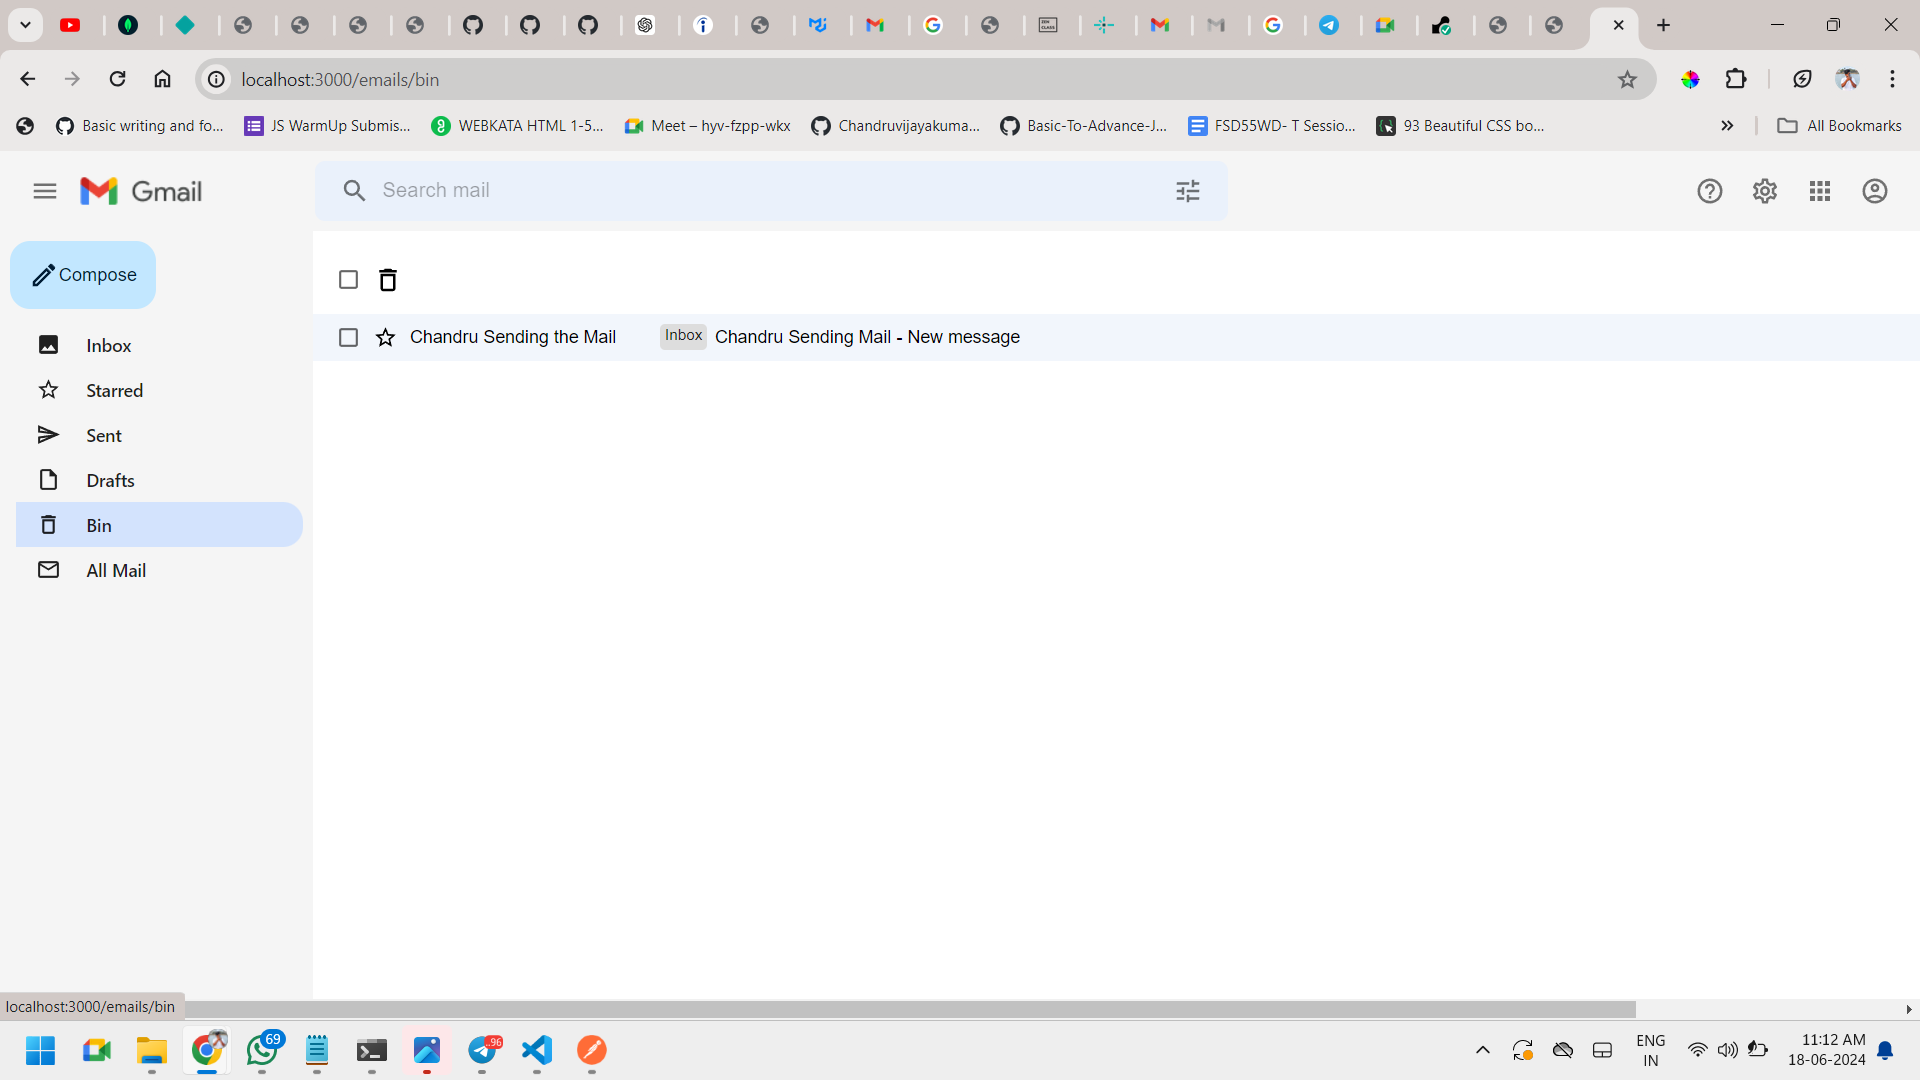 localhost:3000/emails/bin
Basic writing and fo...
JS WarmUp Submis...
WEBKATA HTML 1-5...
Meet – hyv-fzpp-wkx
Chandruvijayakuma...
Basic-To-Advance-J...
FSD55WD- T Sessio...
93 Beautiful CSS bo...
All Bookmarks
Gmail
Search mail
Compose
Inbox
Starred
Sent
Drafts
Bin
All Mail
Chandru Sending the Mail Inbox Chandru Sending Mail - New message
localhost:3000/emails/bin
69
..96
ENG
IN
11:12 AM
18-06-2024